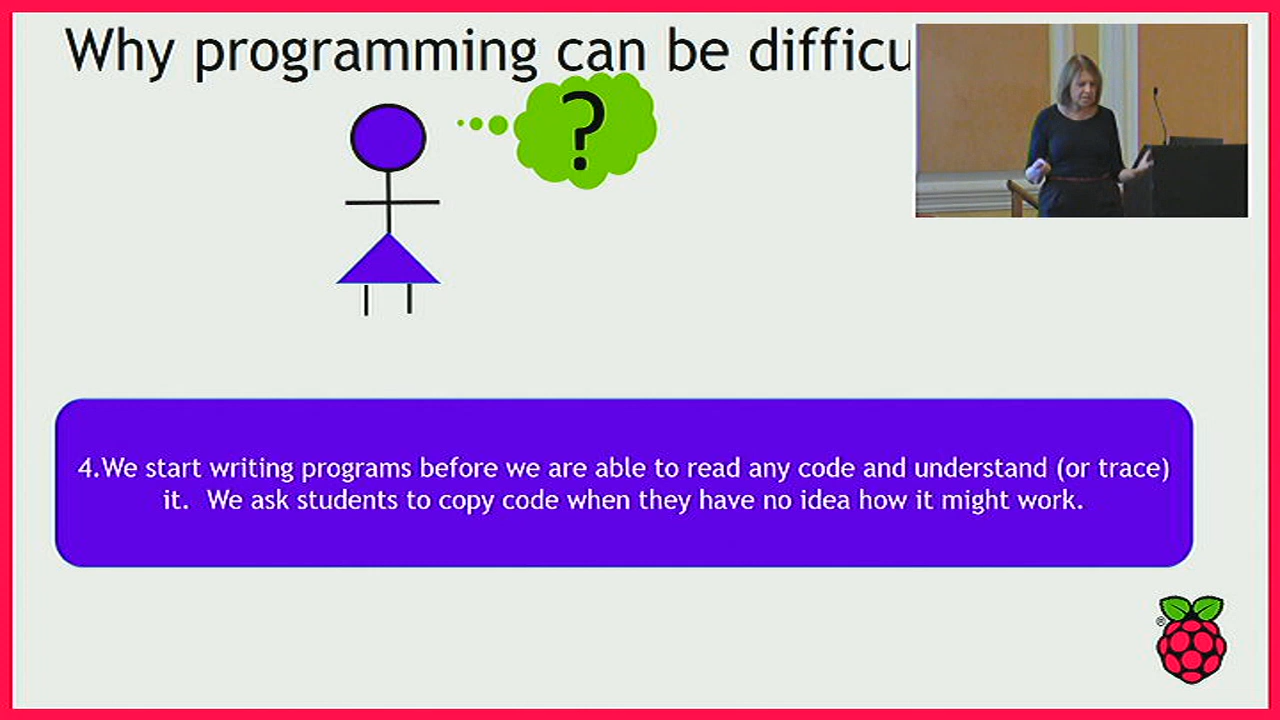 Why programming can be difficu
?
4.We start writing programs before we are able to read any code and understand (or trace)
it. We ask students to copy code when they have no idea how it might work.
®